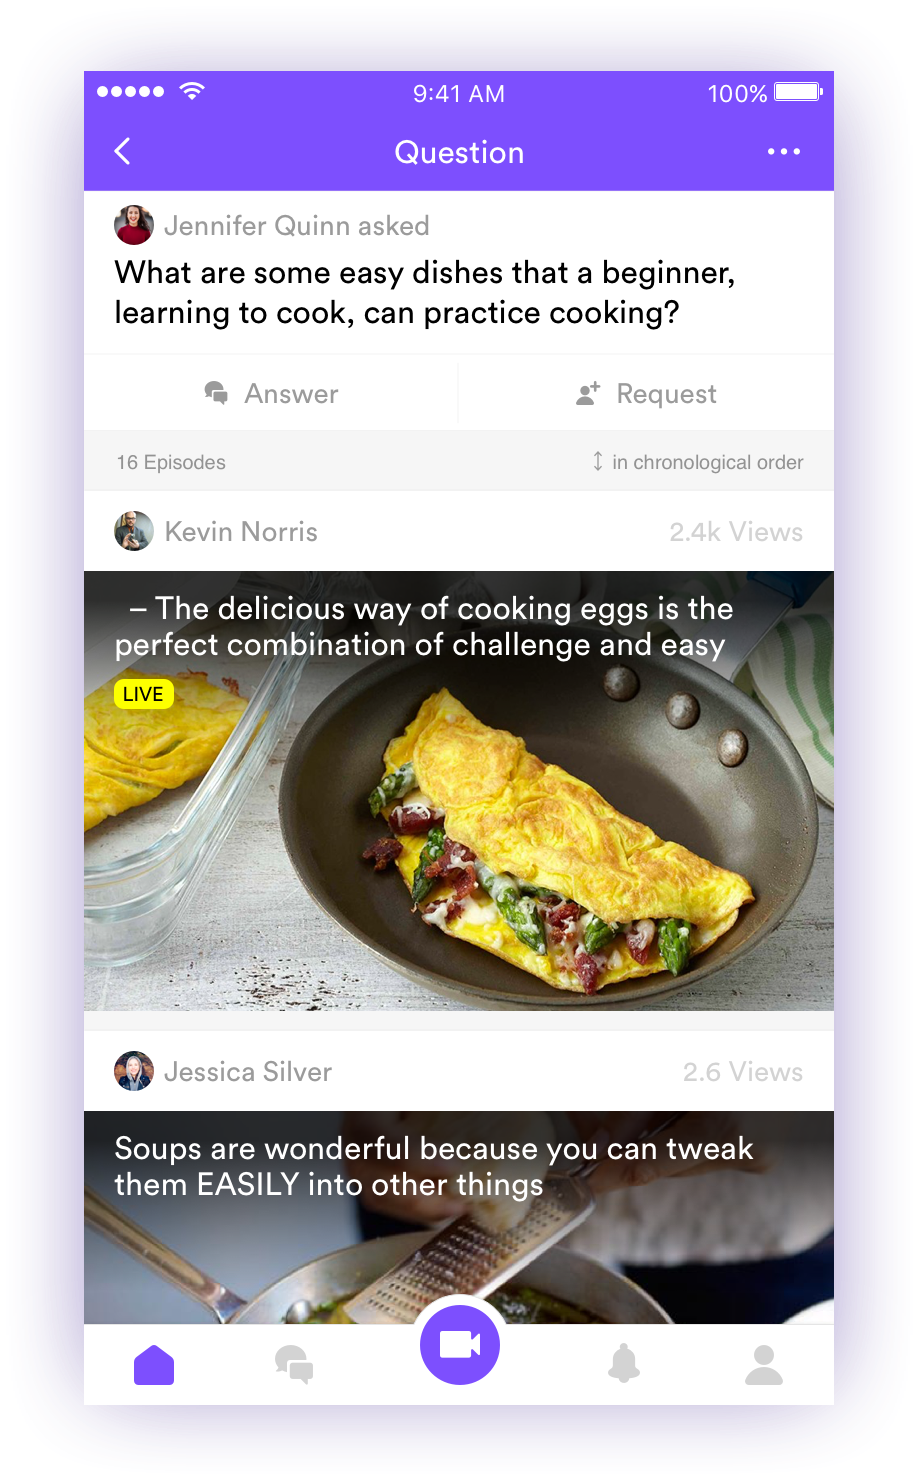 9:41 AM 100%
Question
Jennifer Quinn asked
What are some easy dishes that a beginner,
learning to cook, can practice cooking?
Answer Request
16 Episodes in chronological order
Kevin Norris 2.4k Views
– The delicious way of cooking eggs is the
perfect combination of challenge and easy
LIVE
Jessica Silver 2.6 Views
Soups are wonderful because you can tweak
them EASILY into other things